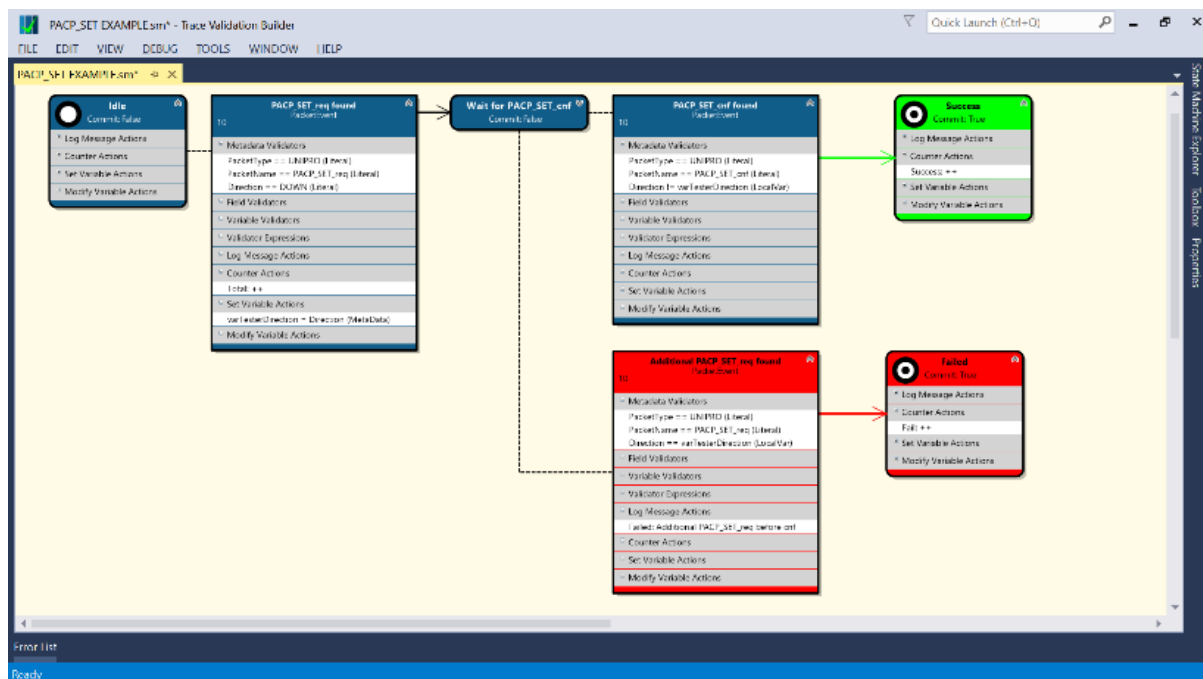 PACP_SET EXAMPLE.sm* - Trace Validation Builder
Quick Launch (Ctrl+Q)
FILE EDIT VIEW DEBUG TOOLS WINDOW HELP
PACP_SET EXAMPLE.sm*
Idle
Commit: False
Log Message Actions
Counter Actions
Set Variable Actions
Modify Variable Actions
PACP_SET_req found
PacketEvent
10
Metadata Validators
PacketType == UNIPRO (Literal)
PacketName == PACP_SET_req (Literal)
Direction == DOWN (Literal)
Field Validators
Variable Validators
Validator Expressions
Log Message Actions
Counter Actions
Total: ++
Set Variable Actions
varTesterDirection = Direction (MetaData)
Modify Variable Actions
Wait for PACP_SET_cnf
Commit: False
PACP_SET_cnf found
PacketEvent
10
Metadata Validators
PacketType == UNIPRO (Literal)
PacketName == PACP_SET_cnf (Literal)
Direction != varTesterDirection (LocalVar)
Field Validators
Variable Validators
Validator Expressions
Log Message Actions
Counter Actions
Set Variable Actions
Modify Variable Actions
Success
Commit: True
Log Message Actions
Counter Actions
Success: ++
Set Variable Actions
Modify Variable Actions
Additional PACP_SET_req found
PacketEvent
10
Metadata Validators
PacketType == UNIPRO (Literal)
PacketName == PACP_SET_req (Literal)
Direction == varTesterDirection (LocalVar)
Field Validators
Variable Validators
Validator Expressions
Log Message Actions
Failed: Additional PACP_SET_req before cnf
Counter Actions
Set Variable Actions
Modify Variable Actions
Failed
Commit: True
Log Message Actions
Counter Actions
Fail: ++
Set Variable Actions
Modify Variable Actions
State Machine Explorer
Toolbox
Properties
Error List
Ready